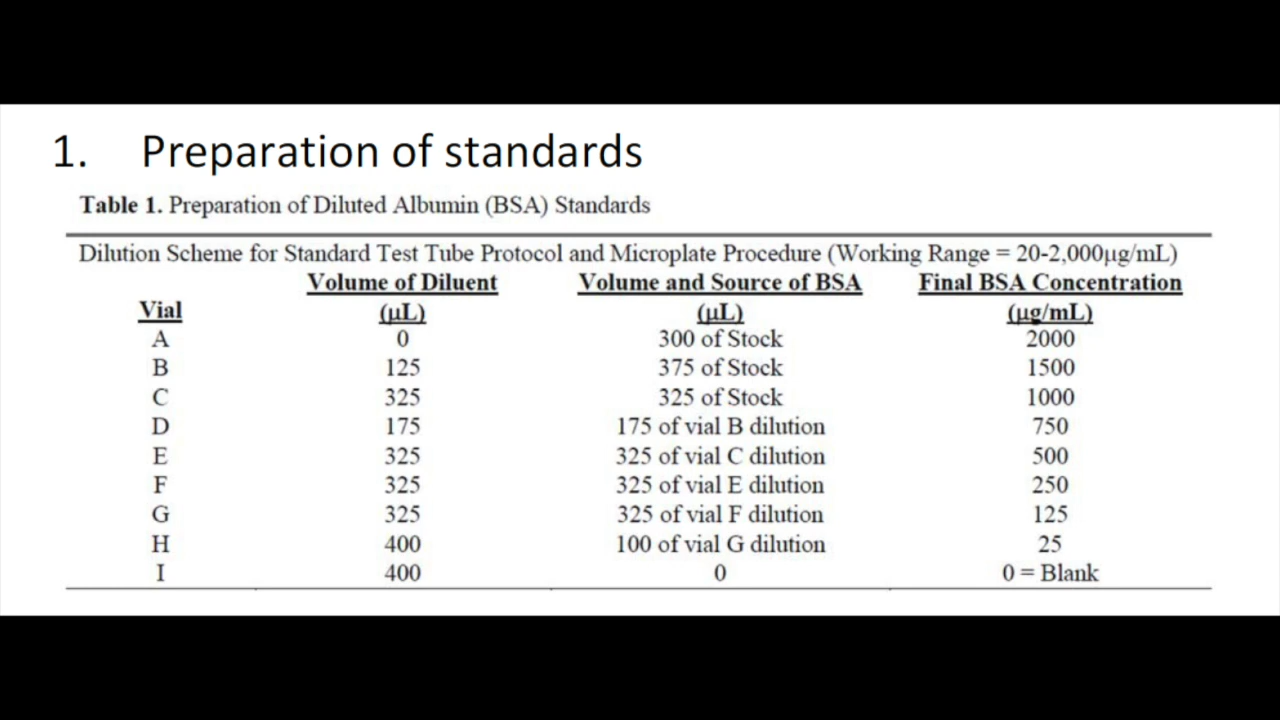 1. Preparation of standards
Table 1. Preparation of Diluted Albumin (BSA) Standards
Dilution Scheme for Standard Test Tube Protocol and Microplate Procedure (Working Range = 20-2,000µg/mL)
Volume of Diluent Volume and Source of BSA Final BSA Concentration
Vial (µL) (µL) (µg/mL)
A 0 300 of Stock 2000
B 125 375 of Stock 1500
C 325 325 of Stock 1000
D 175 175 of vial B dilution 750
E 325 325 of vial C dilution 500
F 325 325 of vial E dilution 250
G 325 325 of vial F dilution 125
H 400 100 of vial G dilution 25
I 400 0 0 = Blank